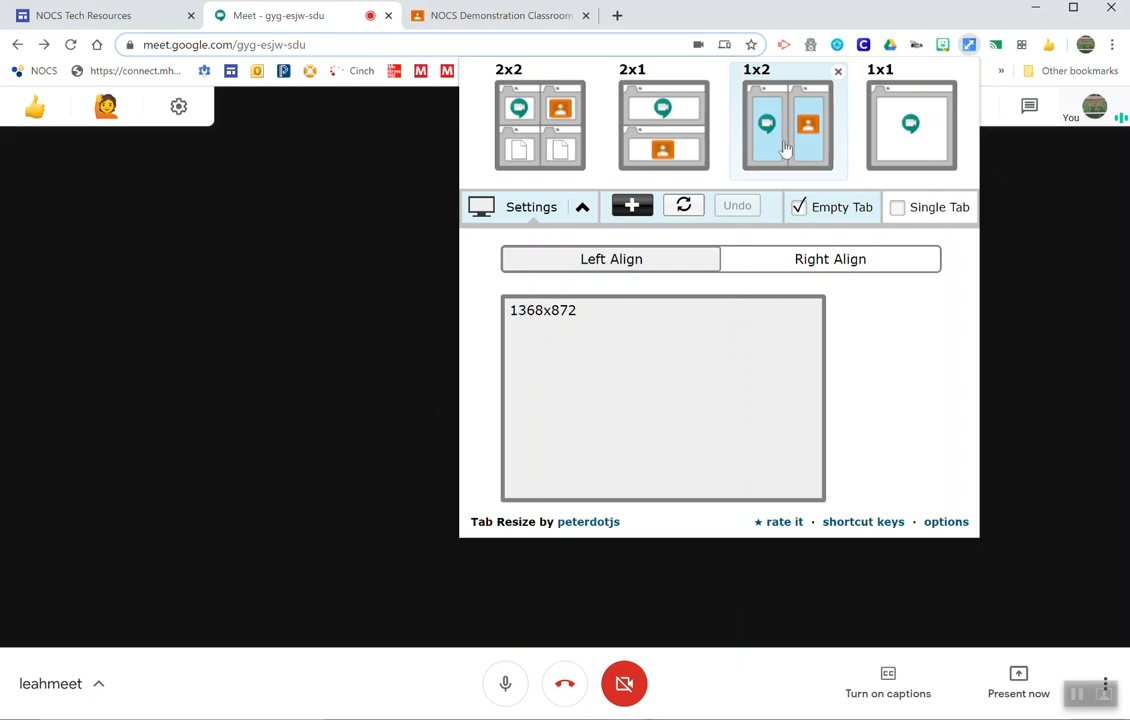 NOCS Tech Resources
Meet - gyg-esjw-sdu
NOCS Demonstration Classroom
meet.google.com/gyg-esjw-sdu
NOCS
https://connect.mh...
Cinch
»
Other bookmarks
You
2x2
2x1
1x2
1x1
Settings
Undo
Empty Tab
Single Tab
Left Align
Right Align
1368x872
Tab Resize by peterdotjs
★ rate it · shortcut keys · options
leahmeet
Turn on captions
Present now